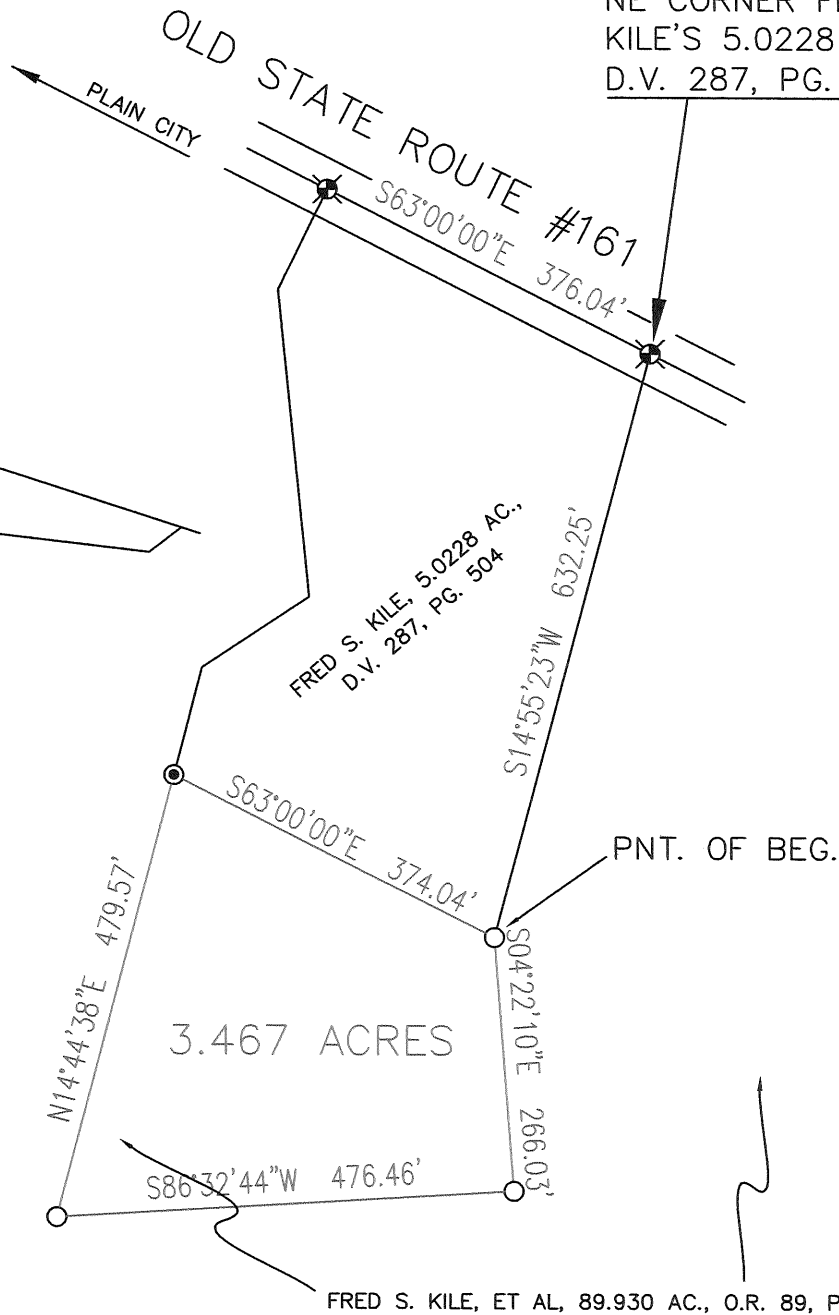 NE CORNER
KILE'S 5.0228
D.V. 287, PG.
OLD STATE ROUTE #161
PLAIN CITY
S63°00'00"E 376.04'
FRED S. KILE, 5.0228 AC.,
D.V. 287, PG. 504
S14°55'23"W 632.25'
S63°00'00"E 374.04'
PNT. OF BEG.
N14°44'38"E 479.57'
3.467 ACRES
S04°22'10"E 266.03'
S86°32'44"W 476.46'
FRED S. KILE, ET AL, 89.930 AC., O.R. 89, P